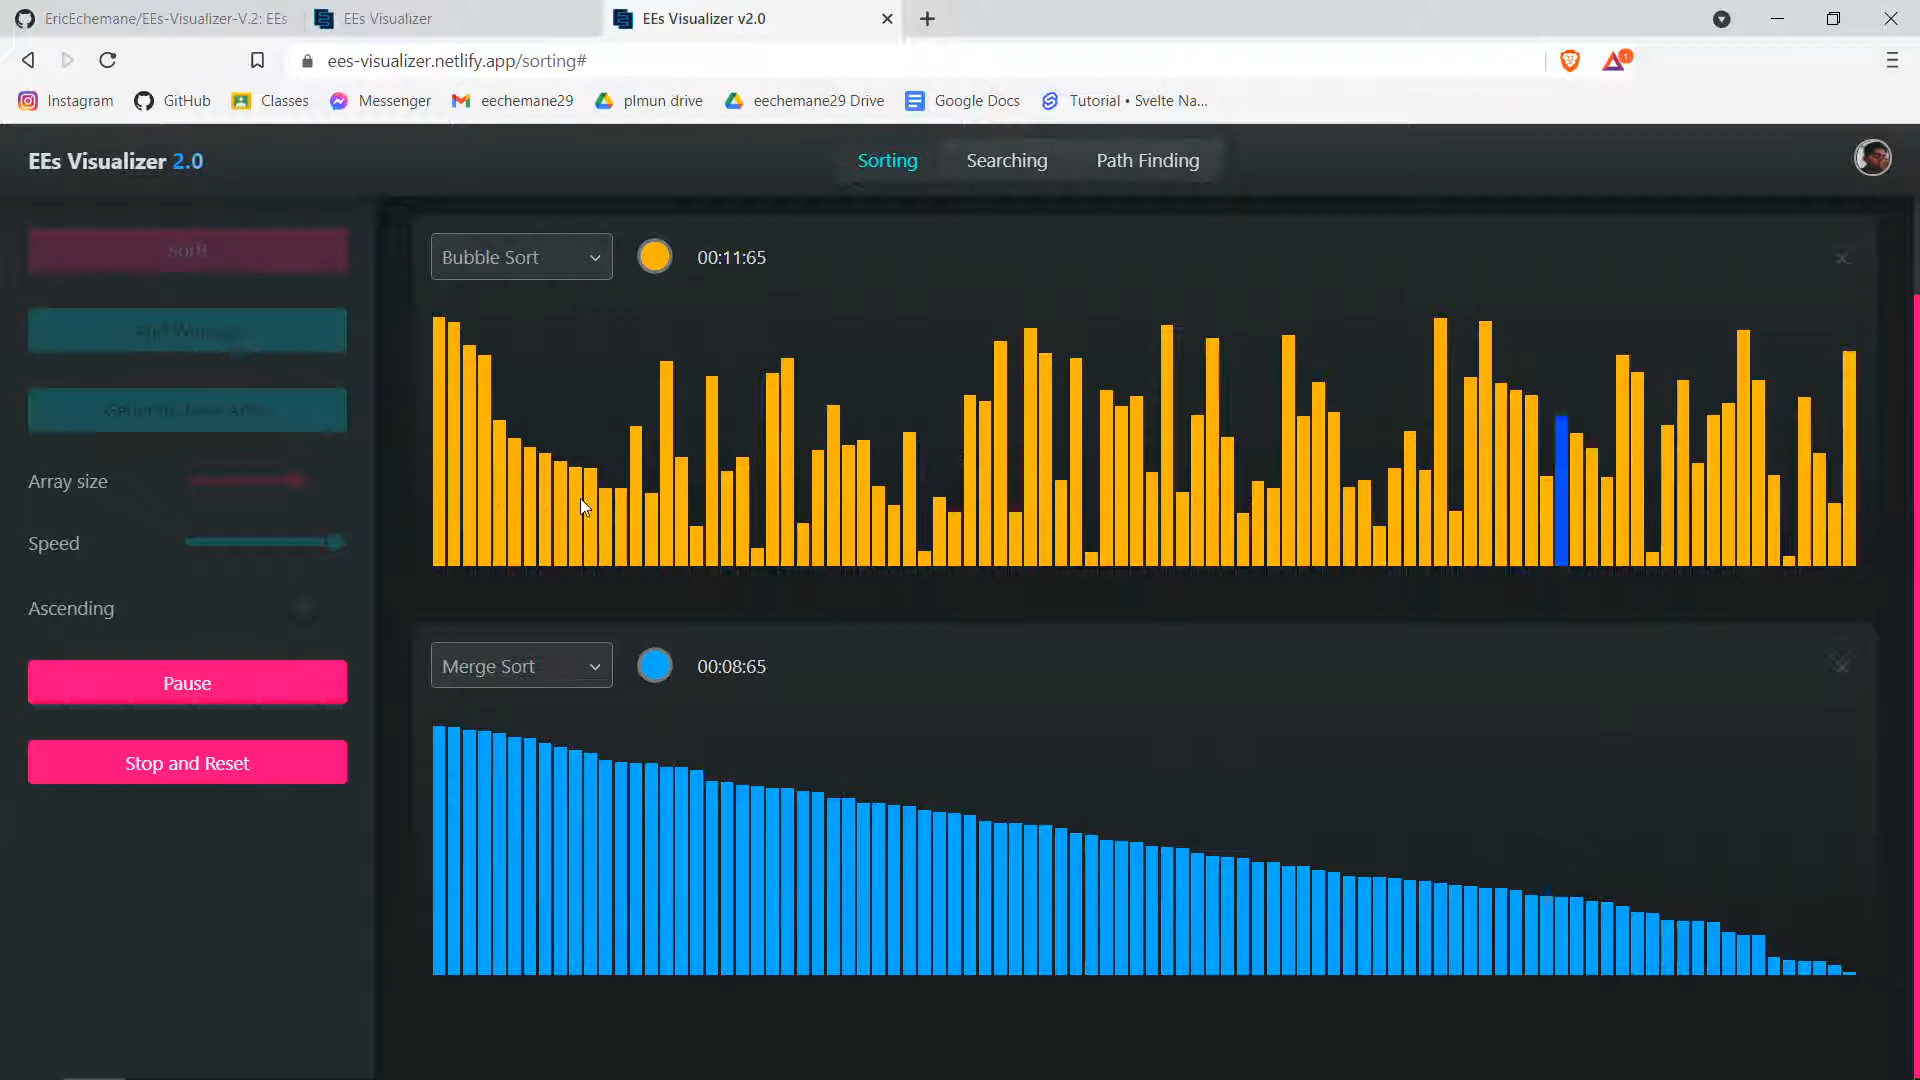 EricEchemane/EEs-Visualizer-V.2: EEs
EEs Visualizer
EEs Visualizer v2.0
ees-visualizer.netlify.app/sorting#
1
Instagram
GitHub
Classes
Messenger
eechemane29
plmun drive
eechemane29 Drive
Google Docs
Tutorial • Svelte Na...
EEs Visualizer 2.0
Sorting
Searching
Path Finding
Sort!
Bubble Sort
00:11:65
Array size
Speed
Ascending
Pause
Stop and Reset
Merge Sort
00:08:65